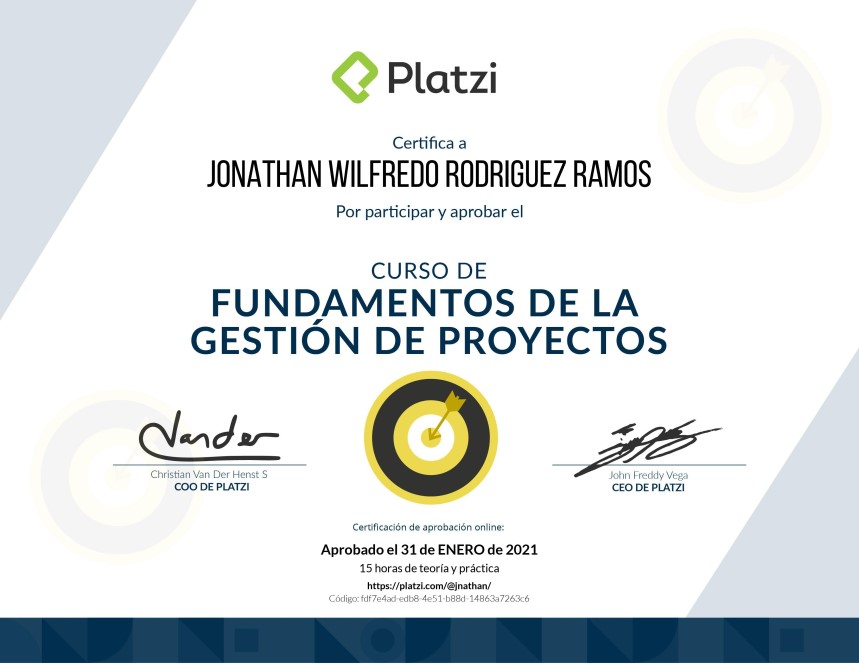 Platzi
Certifica a
JONATHAN WILFREDO RODRIGUEZ RAMOS
Por participar y aprobar el
CURSO DE
FUNDAMENTOS DE LA
GESTIÓN DE PROYECTOS
Vander
Christian Van Der Henst S
COO DE PLATZI
John Freddy Vega
CEO DE PLATZI
Certificación de aprobación online:
Aprobado el 31 de ENERO de 2021
15 horas de teoría y práctica
https://platzi.com/@jnathan/
Código: fdf7e4ad-edb8-4e51-b88d-14863a7263c6